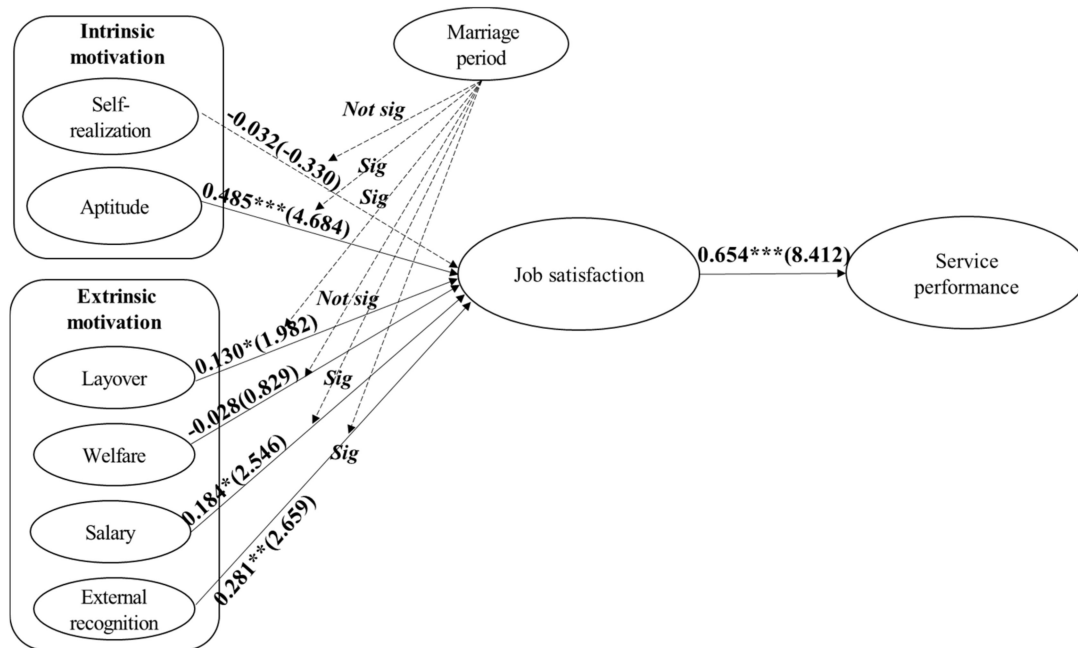 Intrinsic
motivation
Self-
realization
Aptitude
Extrinsic
motivation
Layover
Welfare
Salary
External
recognition
Marriage
period
Not sig
Sig
Sig
Not sig
Sig
Sig
-0.032(-0.330)
0.485***(4.684)
0.130*(1.982)
-0.028(0.829)
0.184*(2.546)
0.281**(2.659)
Job satisfaction
0.654***(8.412)
Service
performance